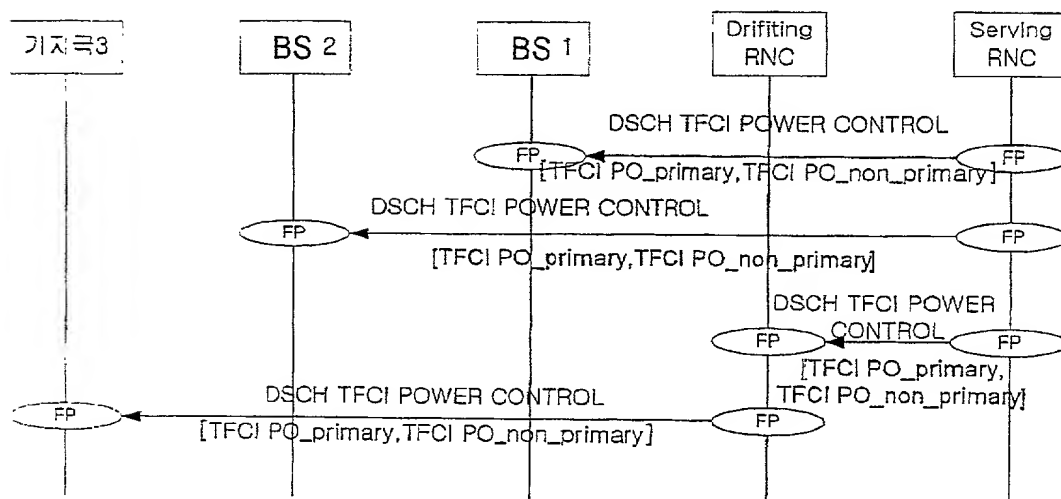 기지국3
BS 2
BS 1
Drifiting
RNC
Serving
RNC
DSCH TFCI POWER CONTROL
FP
FP
[TFCI PO_primary,TFCI PO_non_primary]
DSCH TFCI POWER CONTROL
FP
FP
[TFCI PO_primary,TFCI PO_non_primary]
DSCH TFCI POWER
CONTROL
FP
FP
[TFCI PO_primary,
TFCI PO_non_primary]
DSCH TFCI POWER CONTROL
FP
FP
[TFCI PO_primary,TFCI PO_non_primary]